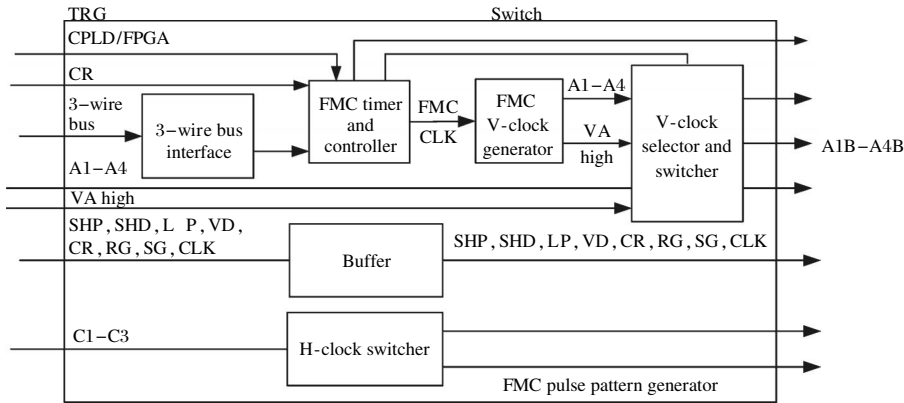 TRG
Switch
CPLD/FPGA
CR
3-wire
bus
3-wire bus
interface
FMC timer
and
controller
FMC
CLK
FMC
V-clock
generator
A1-A4
VA
high
V-clock
selector and
switcher
A1B-A4B
A1-A4
VA high
SHP, SHD, L P, VD,
CR, RG, SG, CLK
Buffer
SHP, SHD, LP, VD, CR, RG, SG, CLK
C1-C3
H-clock switcher
FMC pulse pattern generator